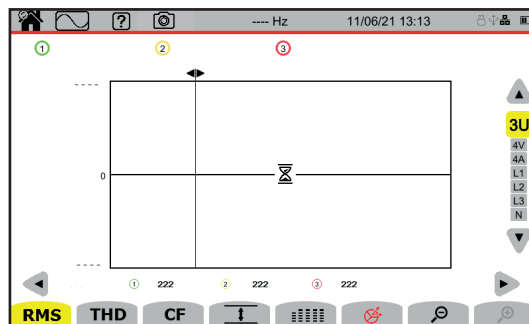 ? ---- Hz 11/06/21 13:13
1 2 3
----
3U
4V
4A
L1
L2
L3
N
0
----
1 222 2 222 3 222
RMS THD CF